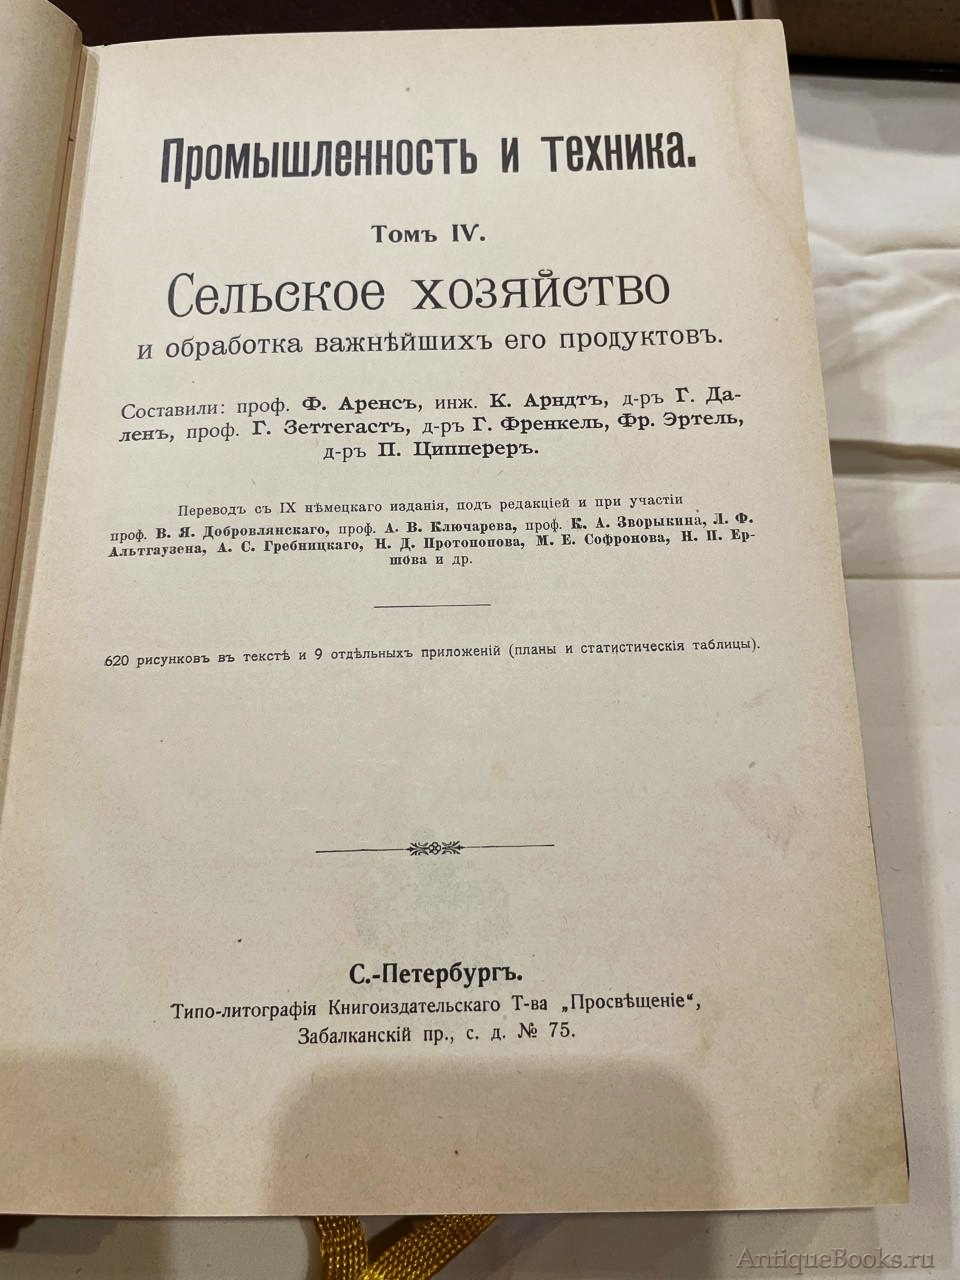 Промышленность и техника.
Томъ IV.
Сельское хозяйство
и обработка важнѣйшихъ его продуктовъ.
Составили: проф. Ф. Аренсъ, инж. К. Арндтъ, д-ръ Г. Да-
ленъ, проф. Г. Зеттегастъ, д-ръ Г. Френкель, Фр. Эртель,
д-ръ П. Ципперерь.
Переводъ съ IX нѣмецкаго изданія, подъ редакціей и при участіи
проф. В. Я. Добровлянскаго, проф. А. В. Ключарева, проф. К. А. Зворыкина, Л. Ф.
Альтгаузена, А. С. Гребницкаго, Н. Д. Протопопова, М. Е. Софронова, Н. П. Ер-
шова и др.
620 рисунковъ въ текстѣ и 9 отдѣльныхъ приложеній (планы и статистическія таблицы).
С.-Петербургъ.
Типо-литографія Книгоиздательскаго Т-ва „Просвѣщеніе“,
Забалканскій пр., с. д. № 75.
AntiqueBooks.ru